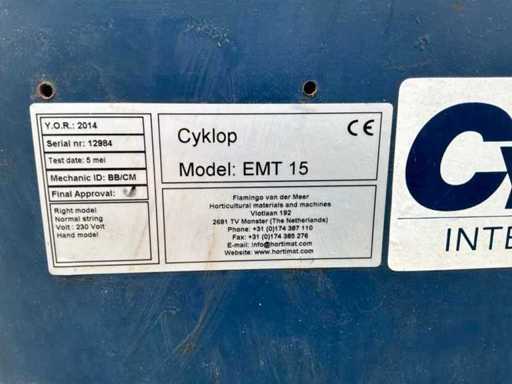 Y.O.R.: 2014
Serial nr: 12984
Test date: 5 mei
Mechanic ID: BB/CM
Final Approval:
Right model
Normal string
Volt : 230 Volt
Hand model
Cyklop CE
Model: EMT 15
Flamingo van der Meer
Horticultural materials and machines
Vlotlaan 192
2681 TV Monster (The Netherlands)
Phone: +31 (0)174 387 110
Fax: +31 (0)174 385 276
E-mail: info@hortimat.com
Website: www.hortimat.com
INTE